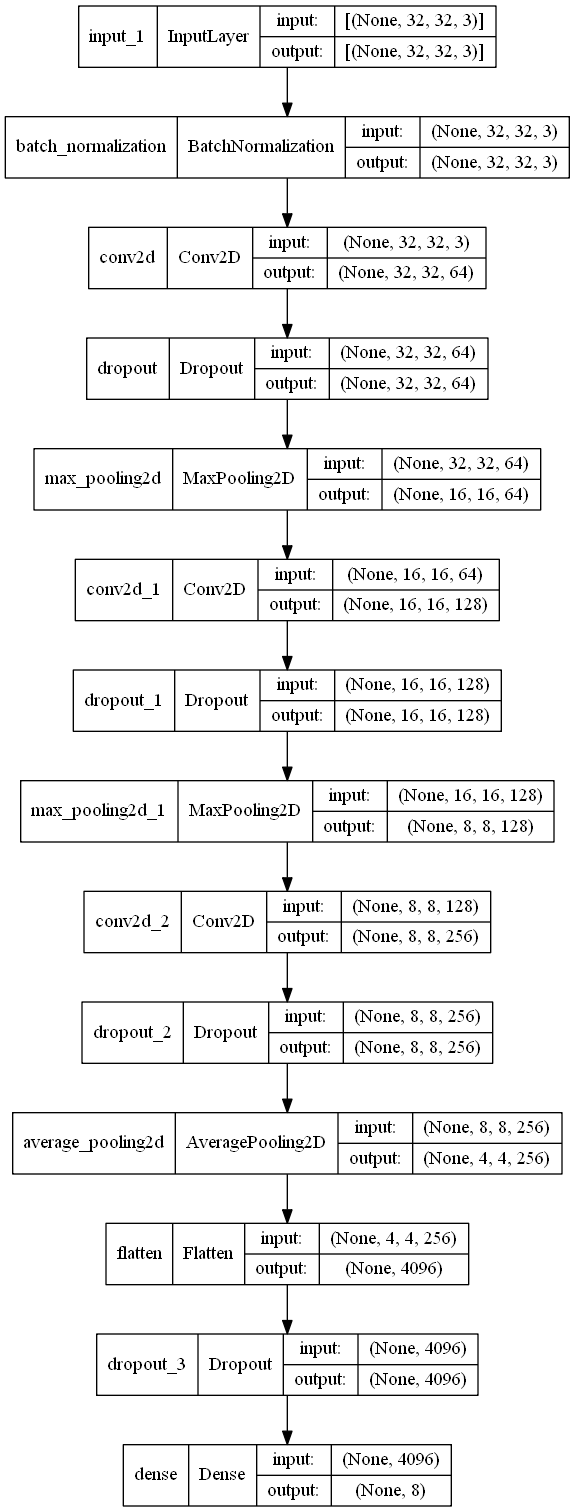 input_1 InputLayer input: [(None, 32, 32, 3)]
output: [(None, 32, 32, 3)]
batch_normalization BatchNormalization input: (None, 32, 32, 3)
output: (None, 32, 32, 3)
conv2d Conv2D input: (None, 32, 32, 3)
output: (None, 32, 32, 64)
dropout Dropout input: (None, 32, 32, 64)
output: (None, 32, 32, 64)
max_pooling2d MaxPooling2D input: (None, 32, 32, 64)
output: (None, 16, 16, 64)
conv2d_1 Conv2D input: (None, 16, 16, 64)
output: (None, 16, 16, 128)
dropout_1 Dropout input: (None, 16, 16, 128)
output: (None, 16, 16, 128)
max_pooling2d_1 MaxPooling2D input: (None, 16, 16, 128)
output: (None, 8, 8, 128)
conv2d_2 Conv2D input: (None, 8, 8, 128)
output: (None, 8, 8, 256)
dropout_2 Dropout input: (None, 8, 8, 256)
output: (None, 8, 8, 256)
average_pooling2d AveragePooling2D input: (None, 8, 8, 256)
output: (None, 4, 4, 256)
flatten Flatten input: (None, 4, 4, 256)
output: (None, 4096)
dropout_3 Dropout input: (None, 4096)
output: (None, 4096)
dense Dense input: (None, 4096)
output: (None, 8)